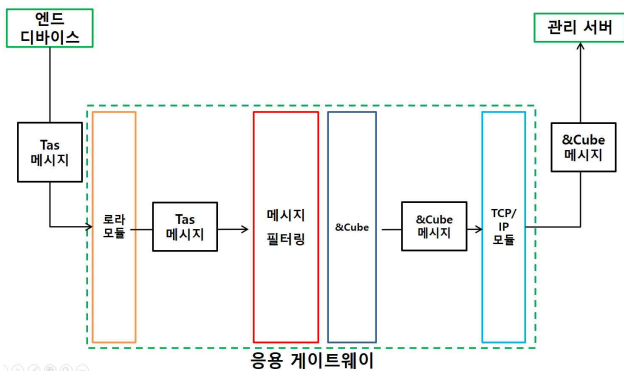 엔드
디바이스
관리 서버
Tas
메시지
&Cube
메시지
로라
모듈
Tas
메시지
메시지
필터링
&Cube
&Cube
메시지
TCP/
IP
모듈
응용 게이트웨이